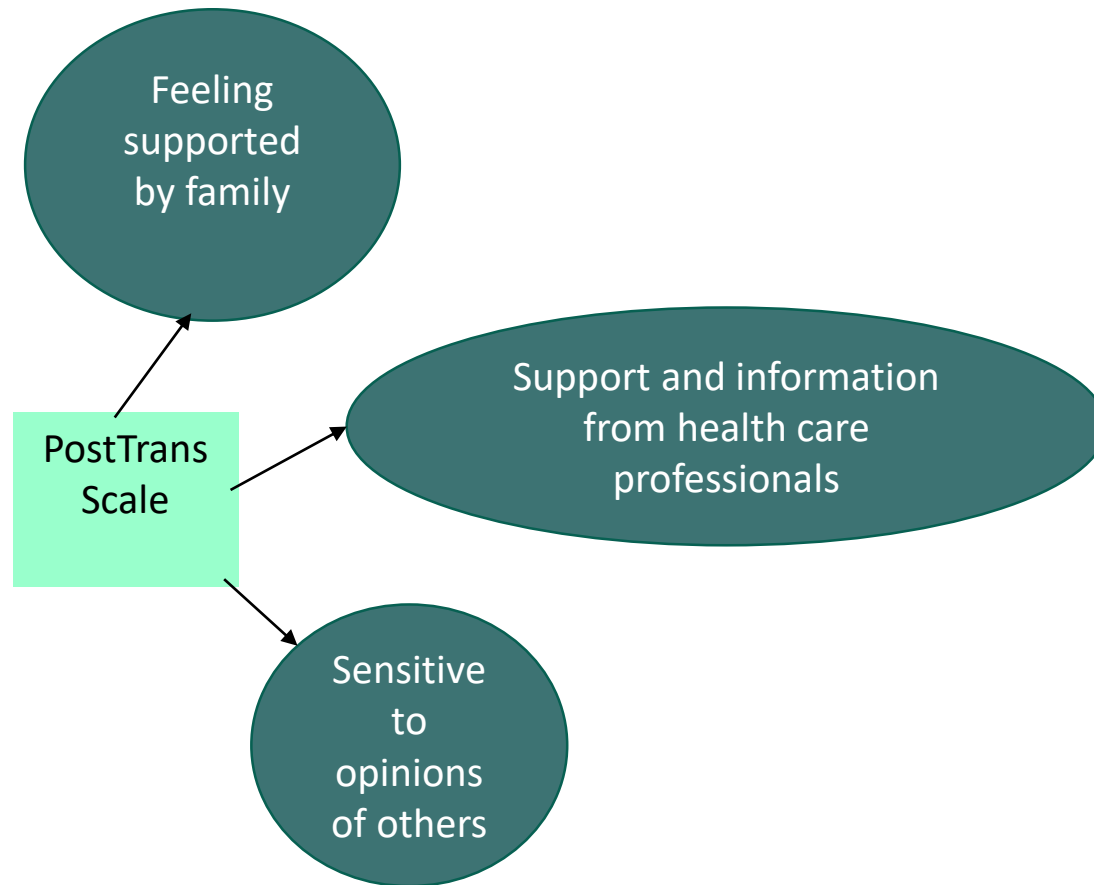 Feeling
supported
by family
Support and information
from health care
professionals
PostTrans
Scale
Sensitive
to
opinions
of others